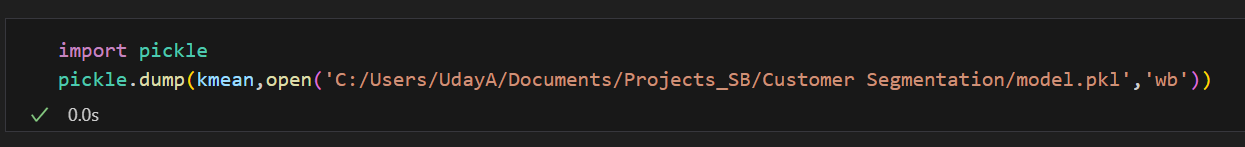 import pickle
pickle.dump(kmean,open('C:/Users/UdayA/Documents/Projects_SB/Customer Segmentation/model.pkl','wb'))
0.0s